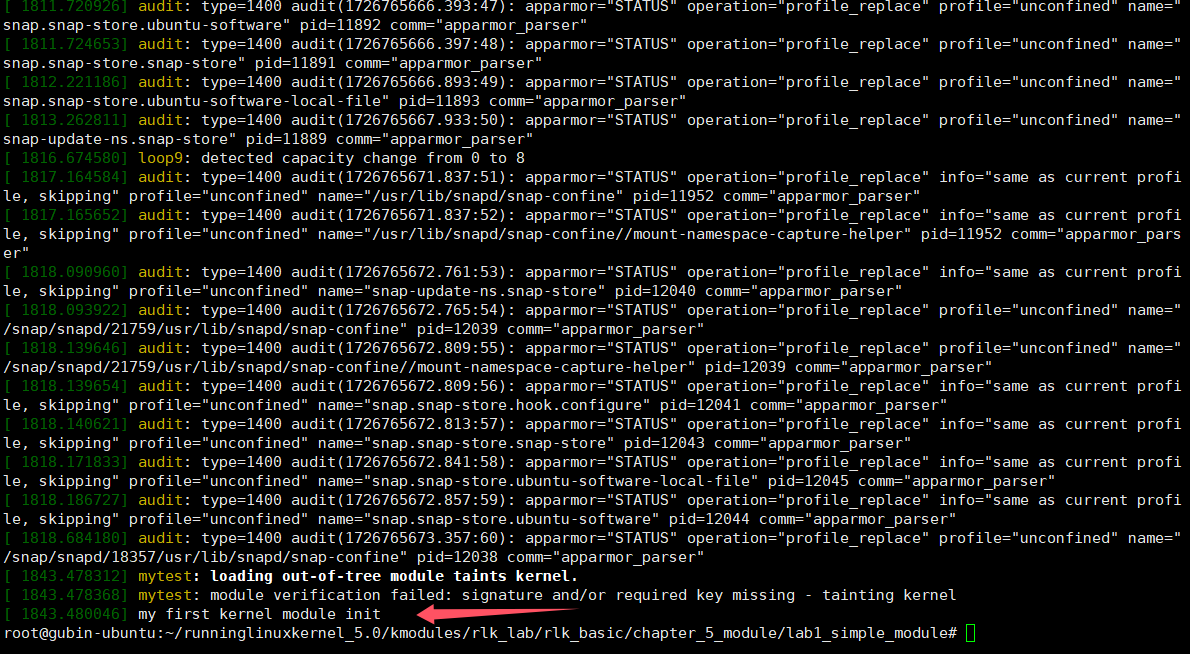 [ 1811.720926] audit: type=1400 audit(1726765666.393:47): apparmor="STATUS" operation="profile_replace" profile="unconfined" name="
snap.snap-store.ubuntu-software" pid=11892 comm="apparmor_parser"
[ 1811.724653] audit: type=1400 audit(1726765666.397:48): apparmor="STATUS" operation="profile_replace" profile="unconfined" name="
snap.snap-store.snap-store" pid=11891 comm="apparmor_parser"
[ 1812.221186] audit: type=1400 audit(1726765666.893:49): apparmor="STATUS" operation="profile_replace" profile="unconfined" name="
snap.snap-store.ubuntu-software-local-file" pid=11893 comm="apparmor_parser"
[ 1813.262811] audit: type=1400 audit(1726765667.933:50): apparmor="STATUS" operation="profile_replace" profile="unconfined" name="
snap-update-ns.snap-store" pid=11889 comm="apparmor_parser"
[ 1816.674580] loop9: detected capacity change from 0 to 8
[ 1817.164584] audit: type=1400 audit(1726765671.837:51): apparmor="STATUS" operation="profile_replace" info="same as current profi
le, skipping" profile="unconfined" name="/usr/lib/snapd/snap-confine" pid=11952 comm="apparmor_parser"
[ 1817.165652] audit: type=1400 audit(1726765671.837:52): apparmor="STATUS" operation="profile_replace" info="same as current profi
le, skipping" profile="unconfined" name="/usr/lib/snapd/snap-confine//mount-namespace-capture-helper" pid=11952 comm="apparmor_pars
er"
[ 1818.090960] audit: type=1400 audit(1726765672.761:53): apparmor="STATUS" operation="profile_replace" info="same as current profi
le, skipping" profile="unconfined" name="snap-update-ns.snap-store" pid=12040 comm="apparmor_parser"
[ 1818.093922] audit: type=1400 audit(1726765672.765:54): apparmor="STATUS" operation="profile_replace" profile="unconfined" name="
/snap/snapd/21759/usr/lib/snapd/snap-confine" pid=12039 comm="apparmor_parser"
[ 1818.139646] audit: type=1400 audit(1726765672.809:55): apparmor="STATUS" operation="profile_replace" profile="unconfined" name="
/snap/snapd/21759/usr/lib/snapd/snap-confine//mount-namespace-capture-helper" pid=12039 comm="apparmor_parser"
[ 1818.139654] audit: type=1400 audit(1726765672.809:56): apparmor="STATUS" operation="profile_replace" info="same as current profi
le, skipping" profile="unconfined" name="snap.snap-store.hook.configure" pid=12041 comm="apparmor_parser"
[ 1818.140621] audit: type=1400 audit(1726765672.813:57): apparmor="STATUS" operation="profile_replace" info="same as current profi
le, skipping" profile="unconfined" name="snap.snap-store.snap-store" pid=12043 comm="apparmor_parser"
[ 1818.171833] audit: type=1400 audit(1726765672.841:58): apparmor="STATUS" operation="profile_replace" info="same as current profi
le, skipping" profile="unconfined" name="snap.snap-store.ubuntu-software-local-file" pid=12045 comm="apparmor_parser"
[ 1818.186727] audit: type=1400 audit(1726765672.857:59): apparmor="STATUS" operation="profile_replace" info="same as current profi
le, skipping" profile="unconfined" name="snap.snap-store.ubuntu-software" pid=12044 comm="apparmor_parser"
[ 1818.684180] audit: type=1400 audit(1726765673.357:60): apparmor="STATUS" operation="profile_replace" profile="unconfined" name="
/snap/snapd/18357/usr/lib/snapd/snap-confine" pid=12038 comm="apparmor_parser"
[ 1843.478312] mytest: loading out-of-tree module taints kernel.
[ 1843.478368] mytest: module verification failed: signature and/or required key missing - tainting kernel
[ 1843.480046] my first kernel module init
root@gubin-ubuntu:~/runninglinuxkernel_5.0/kmodules/rlk_lab/rlk_basic/chapter_5_module/lab1_simple_module#